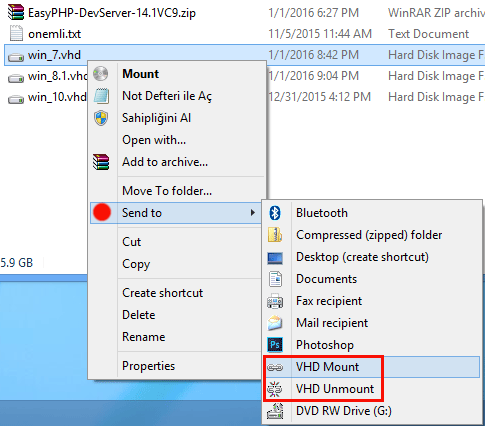 EasyPHP-DevServer-14.1VC9.zip 1/1/2016 6:27 PM WinRAR ZIP archiv
onemli.txt 11/5/2015 11:44 AM Text Document
win_7.vhd 1/1/2016 8:42 PM Hard Disk Image F
win_8.1.vhd 1/1/2016 9:04 PM Hard Disk Image F
win_10.vhd 12/31/2015 4:12 PM Hard Disk Image F
Mount
Not Defteri ile Aç
Sahipliğini Al
Open with...
Add to archive...
Move To folder...
Send to
Cut
Copy
Create shortcut
Delete
Rename
Properties
5.9 GB
Bluetooth
Compressed (zipped) folder
Desktop (create shortcut)
Documents
Fax recipient
Mail recipient
Ps Photoshop
VHD Mount
VHD Unmount
DVD RW Drive (G:)